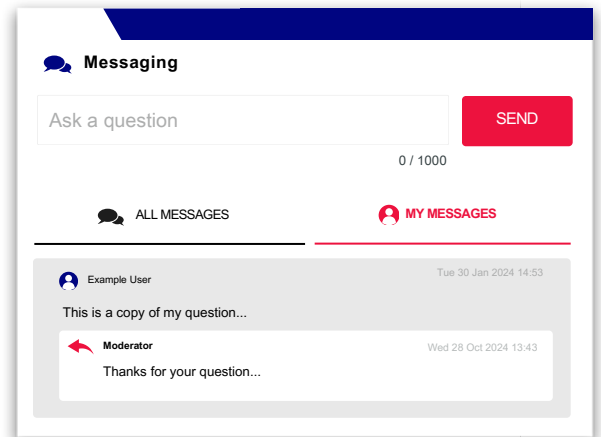 Messaging
Ask a question
SEND
0 / 1000
ALL MESSAGES
MY MESSAGES
Example User
Tue 30 Jan 2024 14:53
This is a copy of my question...
Moderator
Wed 28 Oct 2024 13:43
Thanks for your question...